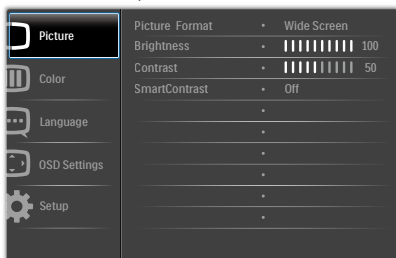 Picture
Color
Language
OSD Settings
Setup
Picture Format • Wide Screen
Brightness • 100
Contrast • 50
SmartContrast • Off
•
•
•
•
•
•